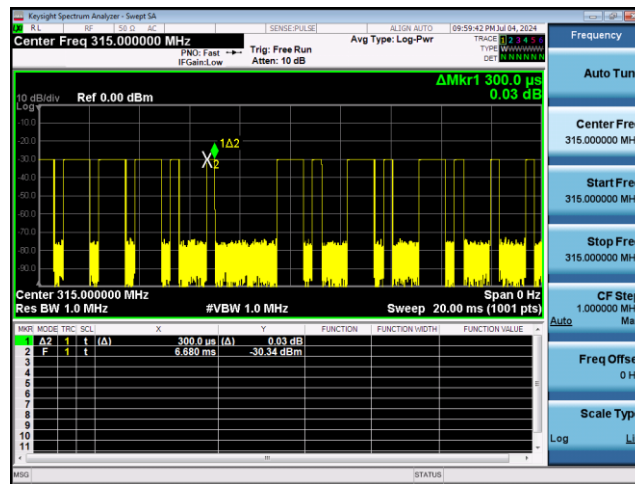 Keysight Spectrum Analyzer - Swept SA
RL RF 50 Ω AC SENSE:PULSE ALIGN AUTO 09:59:42 PM Jul 04, 2024
Center Freq 315.000000 MHz
PNO: Fast
IFGain:Low
Trig: Free Run
Atten: 10 dB
Avg Type: Log-Pwr
TRACE 1 2 3 4 5 6
TYPE WWWWWW
DET N N N N N N
ΔMkr1 300.0 µs
0.03 dB
10 dB/div Ref 0.00 dBm
Log
-10.0
-20.0
-30.0
-40.0
-50.0
-60.0
-70.0
-80.0
-90.0
1Δ2
2
Center 315.000000 MHz Span 0 Hz
Res BW 1.0 MHz #VBW 1.0 MHz Sweep 20.00 ms (1001 pts)
MKR MODE TRC SCL X Y FUNCTION FUNCTION WIDTH FUNCTION VALUE
1 Δ2 1 t (Δ) 300.0 us (Δ) 0.03 dB
2 F 1 t 6.680 ms -30.34 dBm
3
4
5
6
7
8
9
10
11
MSG STATUS
Frequency
Auto Tun
Center Fre
315.000000 MH
Start Fre
315.000000 MH
Stop Fre
315.000000 MH
CF Ste
1.000000 MH
Auto Ma
Freq Offse
0 H
Scale Typ
Log Li